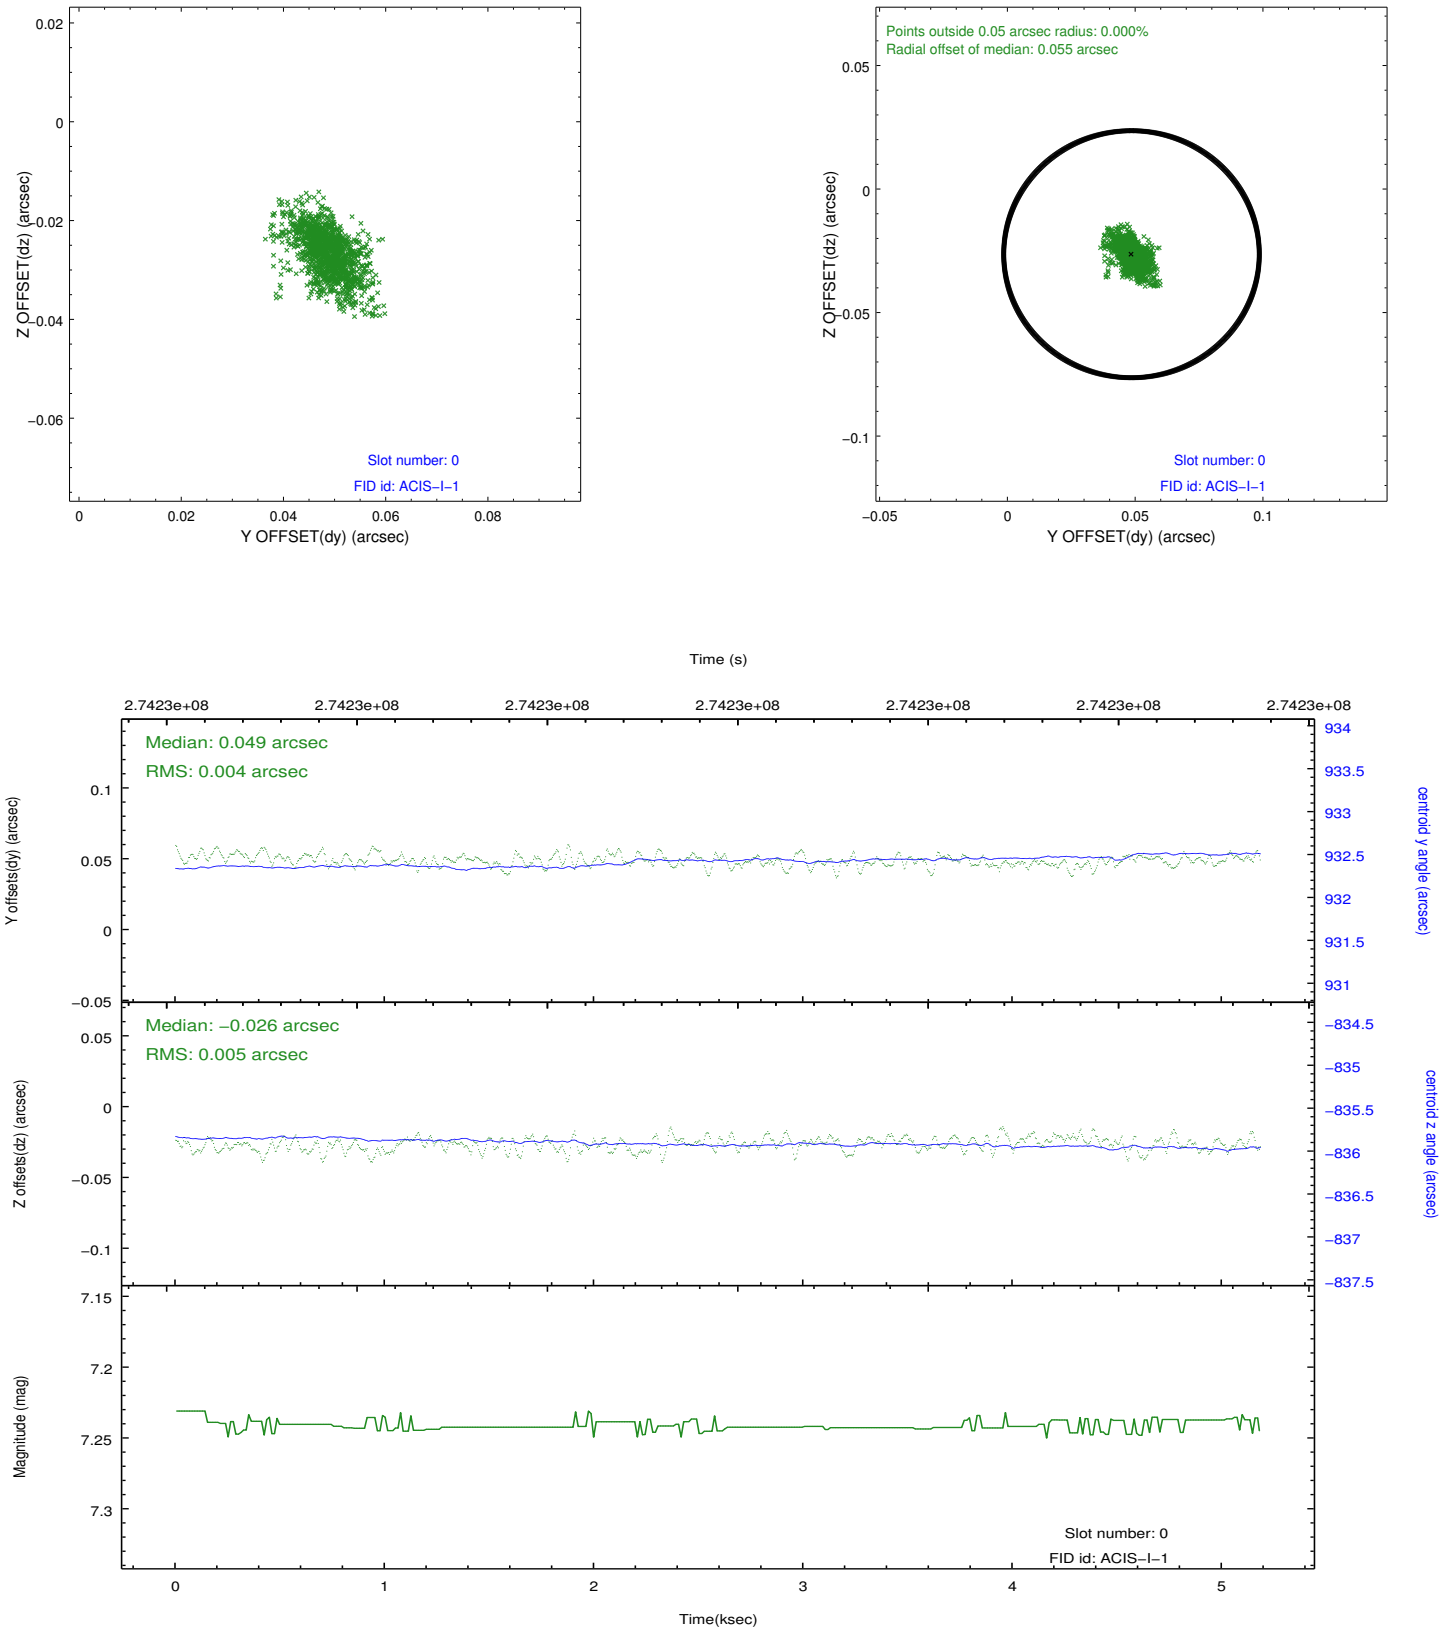 0.02
0
−0.02
−0.04
−0.06
Z OFFSET(dz) (arcsec)
Slot number: 0
FID id: ACIS−I−1
0 0.02 0.04 0.06 0.08
Y OFFSET(dy) (arcsec)
Points outside 0.05 arcsec radius: 0.000%
Radial offset of median: 0.055 arcsec
0.05
0
−0.05
−0.1
Z OFFSET(dz) (arcsec)
Slot number: 0
FID id: ACIS−I−1
−0.05 0 0.05 0.1
Y OFFSET(dy) (arcsec)
Time (s)
2.7423e+08 2.7423e+08 2.7423e+08 2.7423e+08 2.7423e+08 2.7423e+08 2.7423e+08
Median: 0.049 arcsec
RMS: 0.004 arcsec
0.1
0.05
0
−0.05
Y offsets(dy) (arcsec)
934
933.5
933
932.5
932
931.5
931
centroid y angle (arcsec)
Median: −0.026 arcsec
RMS: 0.005 arcsec
0.05
0
−0.05
−0.1
Z offsets(dz) (arcsec)
−834.5
−835
−835.5
−836
−836.5
−837
−837.5
centroid z angle (arcsec)
7.15
7.2
7.25
7.3
Magnitude (mag)
Slot number: 0
FID id: ACIS−I−1
0 1 2 3 4 5
Time(ksec)